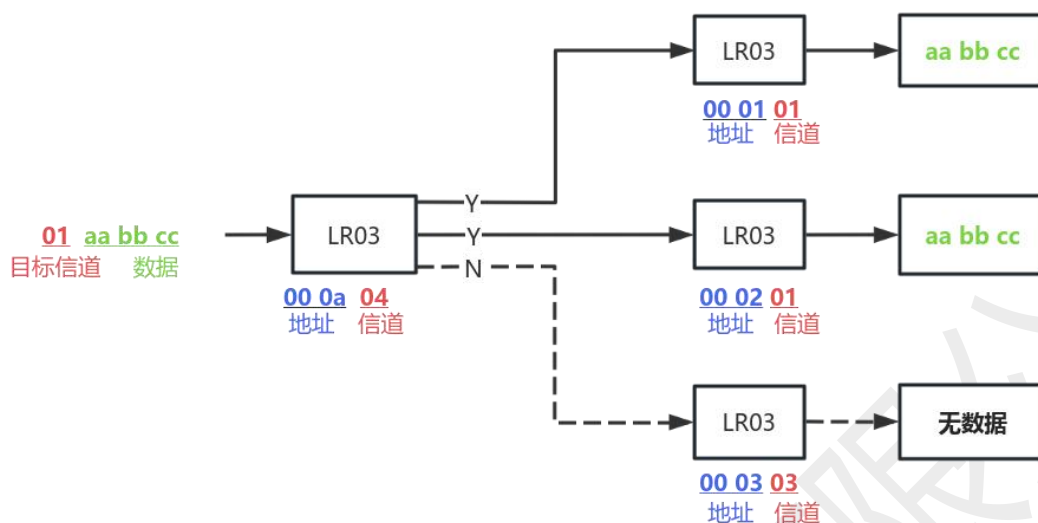 LR03
aa bb cc
00 01 01
地址 信道
Y
01 aa bb cc
目标信道 数据
LR03
Y
LR03
aa bb cc
N
00 0a 04
地址 信道
00 02 01
地址 信道
LR03
无数据
00 03 03
地址 信道
限公